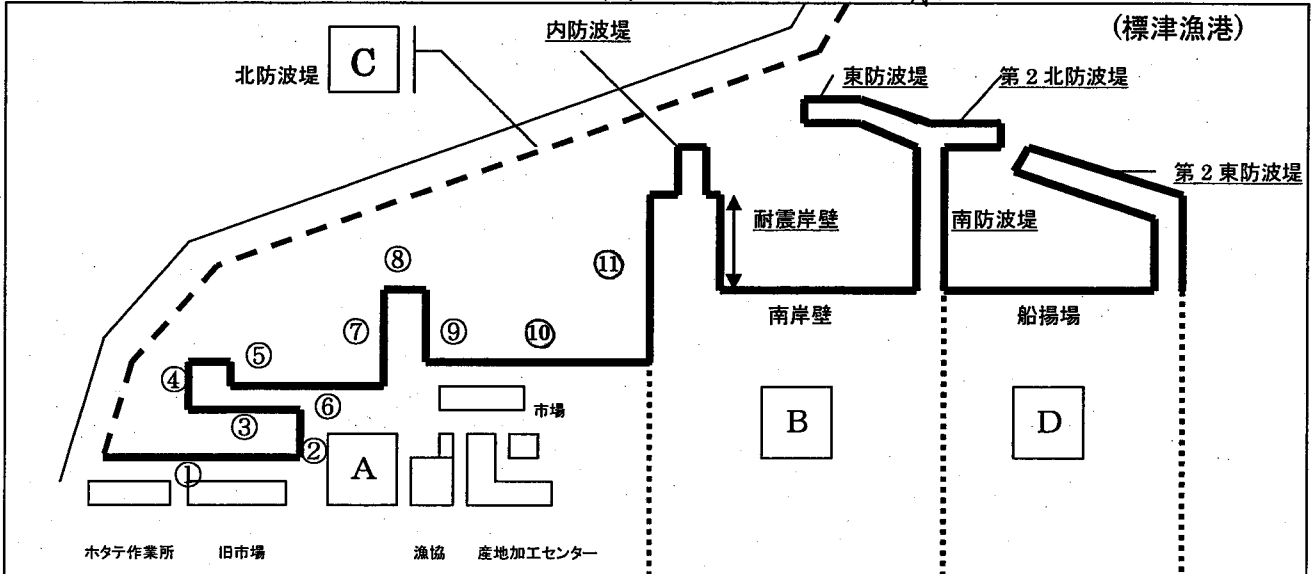 (標津漁港)
内防波堤
北防波堤
C
東防波堤
第2北防波堤
第2東防波堤
耐震岸壁
南防波堤
⑧
⑪
南岸壁
船揚場
⑦
⑨
⑩
⑤
④
⑥
③
②
①
市場
A
B
D
ホタテ作業所
旧市場
漁協
産地加工センター